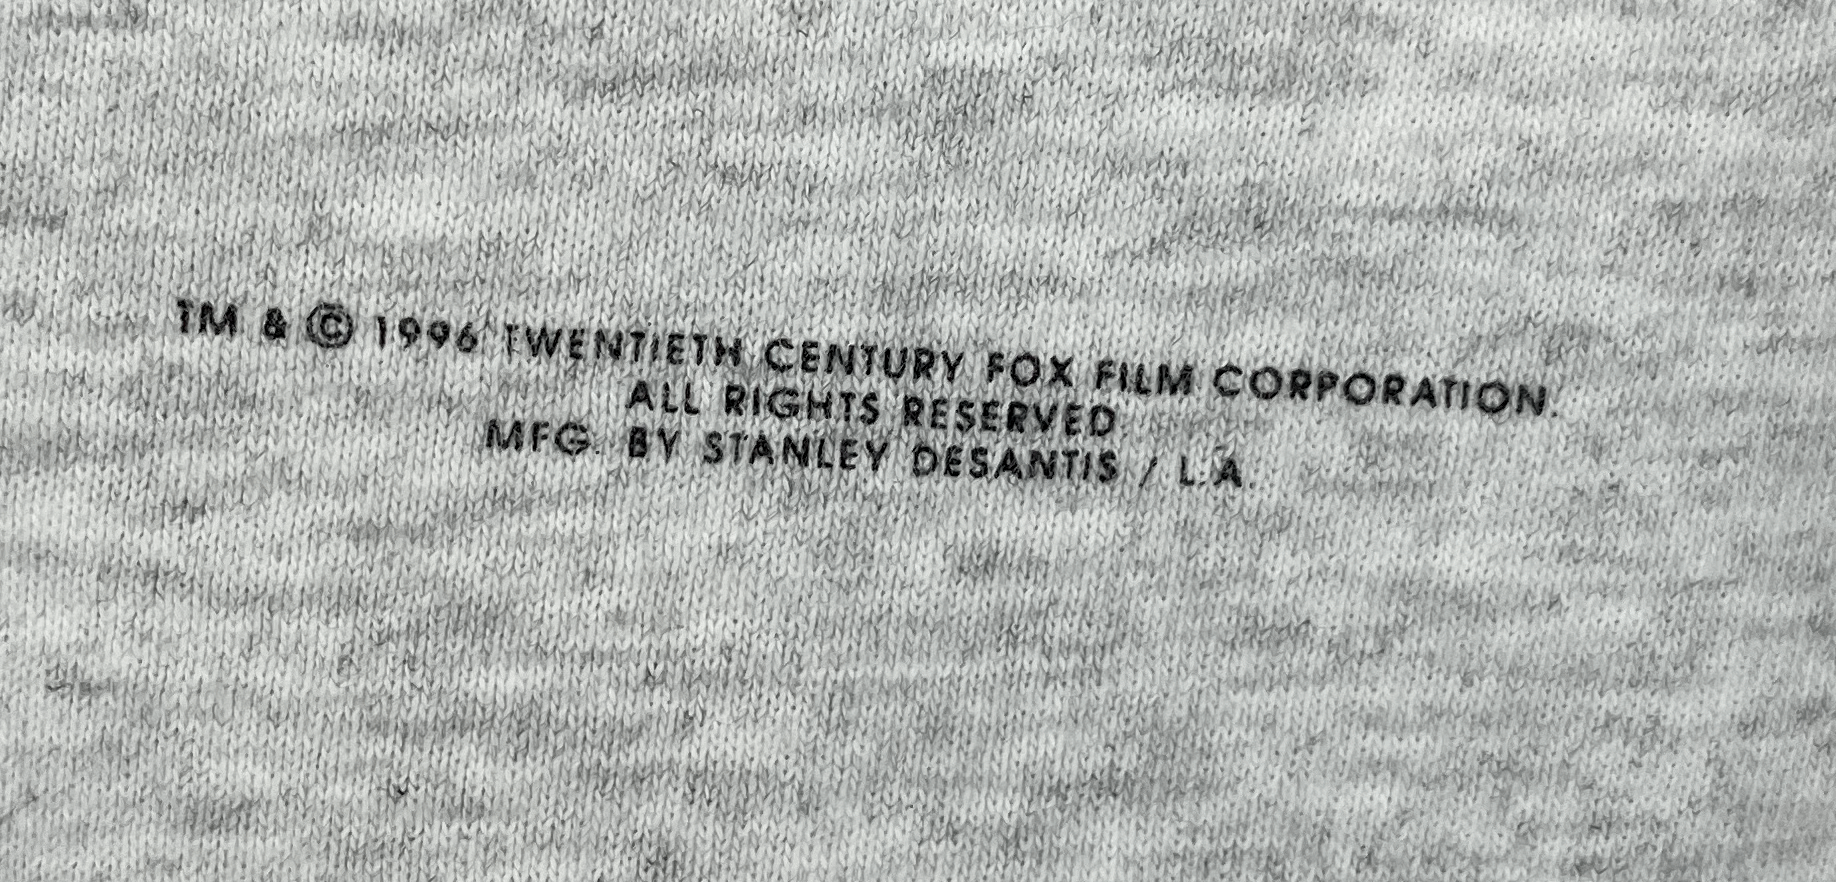 TM & © 1996 TWENTIETH CENTURY FOX FILM CORPORATION.
ALL RIGHTS RESERVED.
MFG. BY STANLEY DESANTIS / L.A.